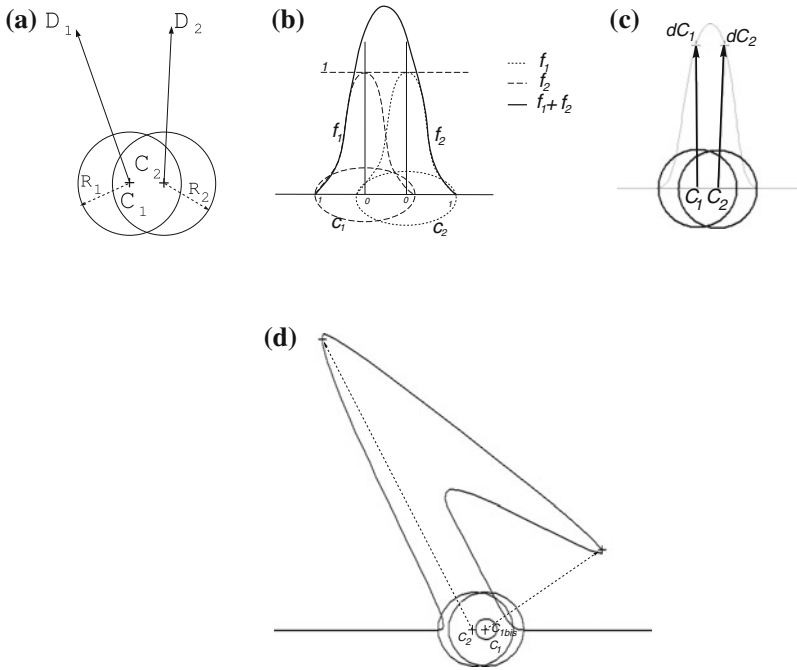 (a)
D1 D2
R1 C2 R2
C1
(b)
1
f1
f2
f1+f2
f1 f2
0 0 1
c1 c2
(c)
dC1 dC2
C1 C2
(d)
C2 C1bis
C1